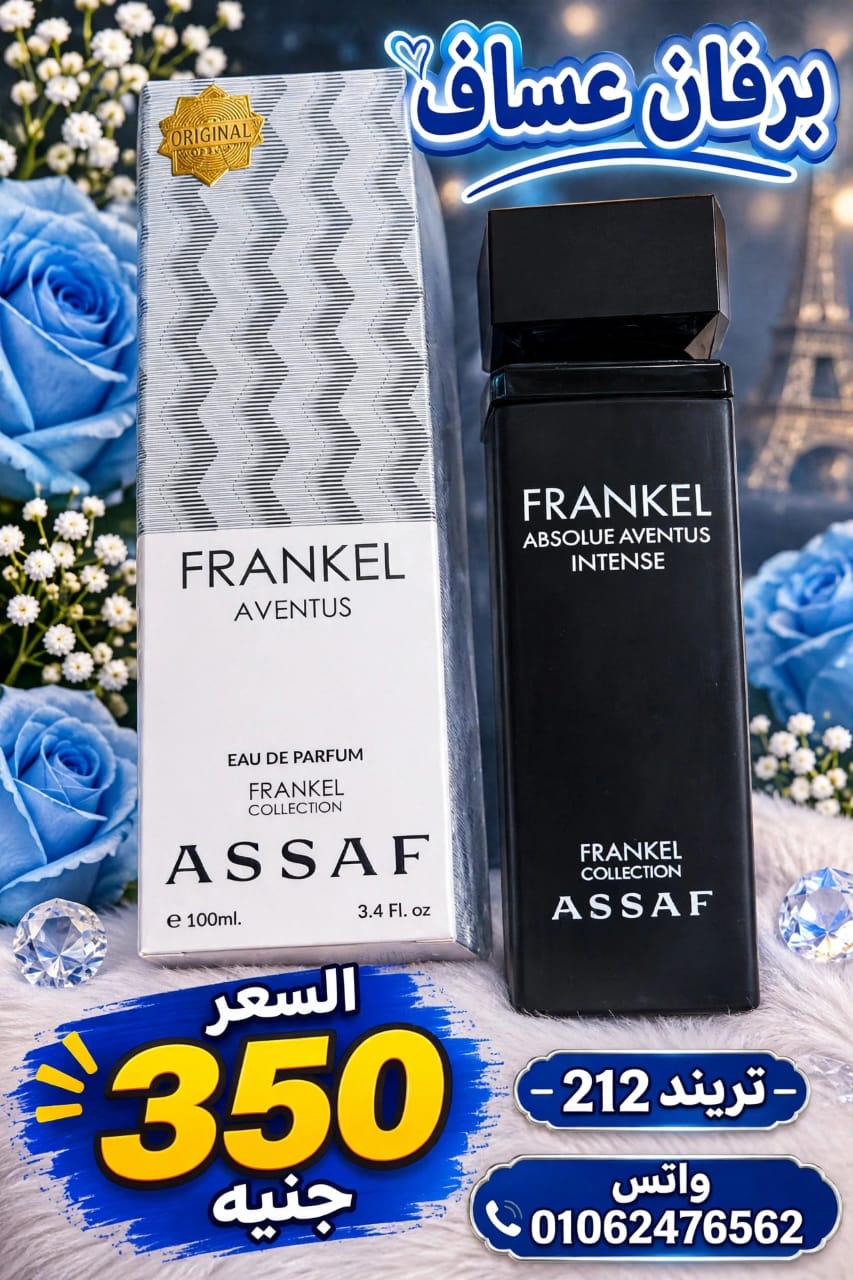 برفان عساف
ORIGINAL
FRANKEL
AVENTUS
EAU DE PARFUM
FRANKEL
COLLECTION
ASSAF
e 100ml.
3.4 Fl. oz
FRANKEL
ABSOLUE AVENTUS
INTENSE
FRANKEL
COLLECTION
ASSAF
السعر
350
جنيه
تريند 212
واتس
01062476562